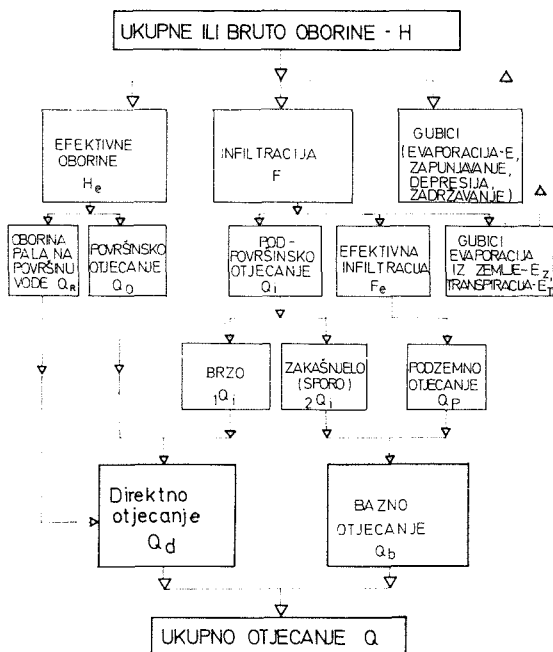 UKUPNE ILI BRUTO OBORINE - H
EFEKTIVNE
OBORINE
He
INFILTRACIJA
F
GUBICI
(EVAPORACIJA-E,
ZAPUNJAVANJE,
DEPRESIJA,
ZADRŽAVANJE)
OBORINA
PALA NA
POVRŠINU
VODE QR
POVRŠINSKO
OTJECANJE
QO
POD-
POVRŠINSKO
OTJECANJE
Qi
EFEKTIVNA
INFILTRACIJA
Fe
GUBICI
EVAPORACIJA
IZ ZEMLJE-EZ,
TRANSPIRACIJA-ET
BRZO
1Qi
ZAKAŠNJELO
(SPORO)
2Qi
PODZEMNO
OTJECANJE
QP
Direktno
otjecanje
Qd
BAZNO
OTJECANJE
Qb
UKUPNO OTJECANJE Q